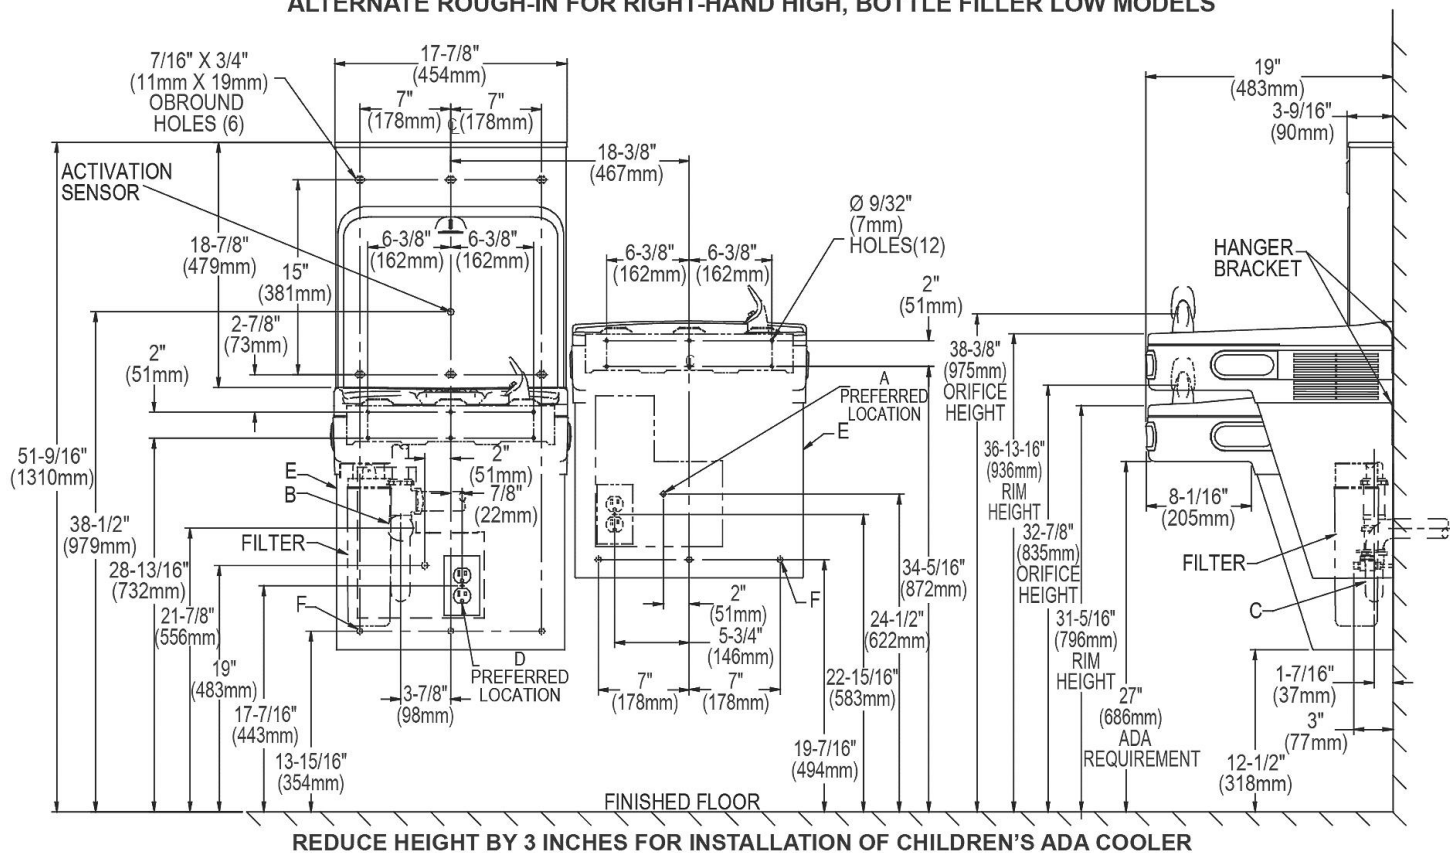 ALTERNATE ROUGH-IN FOR RIGHT-HAND HIGH, BOTTLE FILLER LOW MODELS
7/16" X 3/4"
(11mm X 19mm)
OBROUND
HOLES (6)
17-7/8"
(454mm)
7"
(178mm)
7"
(178mm)
℄
19"
(483mm)
3-9/16"
(90mm)
ACTIVATION
SENSOR
18-3/8"
(467mm)
Ø 9/32"
(7mm)
HOLES(12)
18-7/8"
(479mm)
15"
(381mm)
6-3/8"
(162mm)
6-3/8"
(162mm)
6-3/8"
(162mm)
6-3/8"
(162mm)
HANGER
BRACKET
2"
(51mm)
2-7/8"
(73mm)
2"
(51mm)
℄
A
PREFERRED
LOCATION
E
38-3/8"
(975mm)
ORIFICE
HEIGHT
51-9/16"
(1310mm)
36-13-16"
(936mm)
RIM
HEIGHT
2"
(51mm)
E
B
7/8"
(22mm)
8-1/16"
(205mm)
38-1/2"
(979mm)
FILTER
32-7/8"
(835mm)
ORIFICE
HEIGHT
FILTER
28-13/16"
(732mm)
34-5/16"
(872mm)
F
F
C
21-7/8"
(556mm)
2"
(51mm)
24-1/2"
(622mm)
31-5/16"
(796mm)
RIM
HEIGHT
5-3/4"
(146mm)
19"
(483mm)
D
PREFERRED
LOCATION
3-7/8"
(98mm)
7"
(178mm)
7"
(178mm)
22-15/16"
(583mm)
1-7/16"
(37mm)
17-7/16"
(443mm)
27"
(686mm)
ADA
REQUIREMENT
3"
(77mm)
13-15/16"
(354mm)
19-7/16"
(494mm)
12-1/2"
(318mm)
FINISHED FLOOR
REDUCE HEIGHT BY 3 INCHES FOR INSTALLATION OF CHILDREN'S ADA COOLER